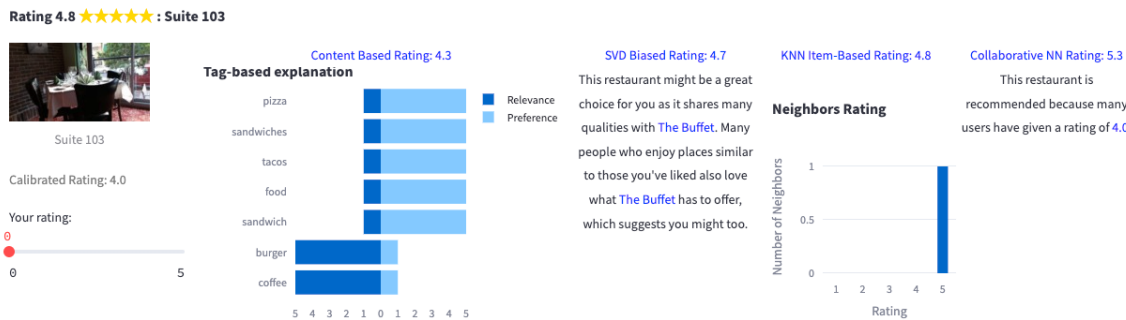 Rating 4.8 ⭐⭐⭐⭐⭐ : Suite 103
Suite 103
Calibrated Rating: 4.0
Your rating:
0
0 5
Content Based Rating: 4.3
Tag-based explanation
pizza
sandwiches
tacos
food
sandwich
burger
coffee
5 4 3 2 1 0 1 2 3 4 5
Relevance
Preference
SVD Biased Rating: 4.7
This restaurant might be a great
choice for you as it shares many
qualities with The Buffet. Many
people who enjoy places similar
to those you've liked also love
what The Buffet has to offer,
which suggests you might too.
KNN Item-Based Rating: 4.8
Neighbors Rating
Number of Neighbors
1
0.5
0
1 2 3 4 5
Rating
Collaborative NN Rating: 5.3
This restaurant is
recommended because many
users have given a rating of 4.0